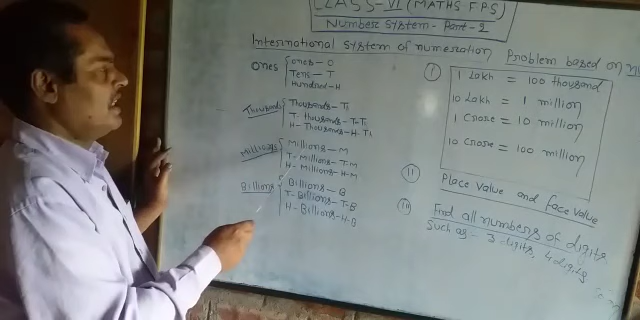 CLASS-VI (MATHS F.P.S)
Number System - Part-2
International system of numeration
Ones
Ones - O
Tens - T
Hundred - H
Thousands
Thousands - Th
T- thousands - T-Th
H- Thousands - H-Th
Millions
Millions - M
T- Millions - T-M
H- Millions - H-M
Billions
Billions - B
T- Billions - T-B
H- Billions - H-B
Problem based on
(I)
1 Lakh = 100 thousand
10 Lakh = 1 million
1 Crore = 10 million
10 Crore = 100 million
(II) Place value and face value
(III) Find all numbers of digits
Such as - 3-digits, 4 digits